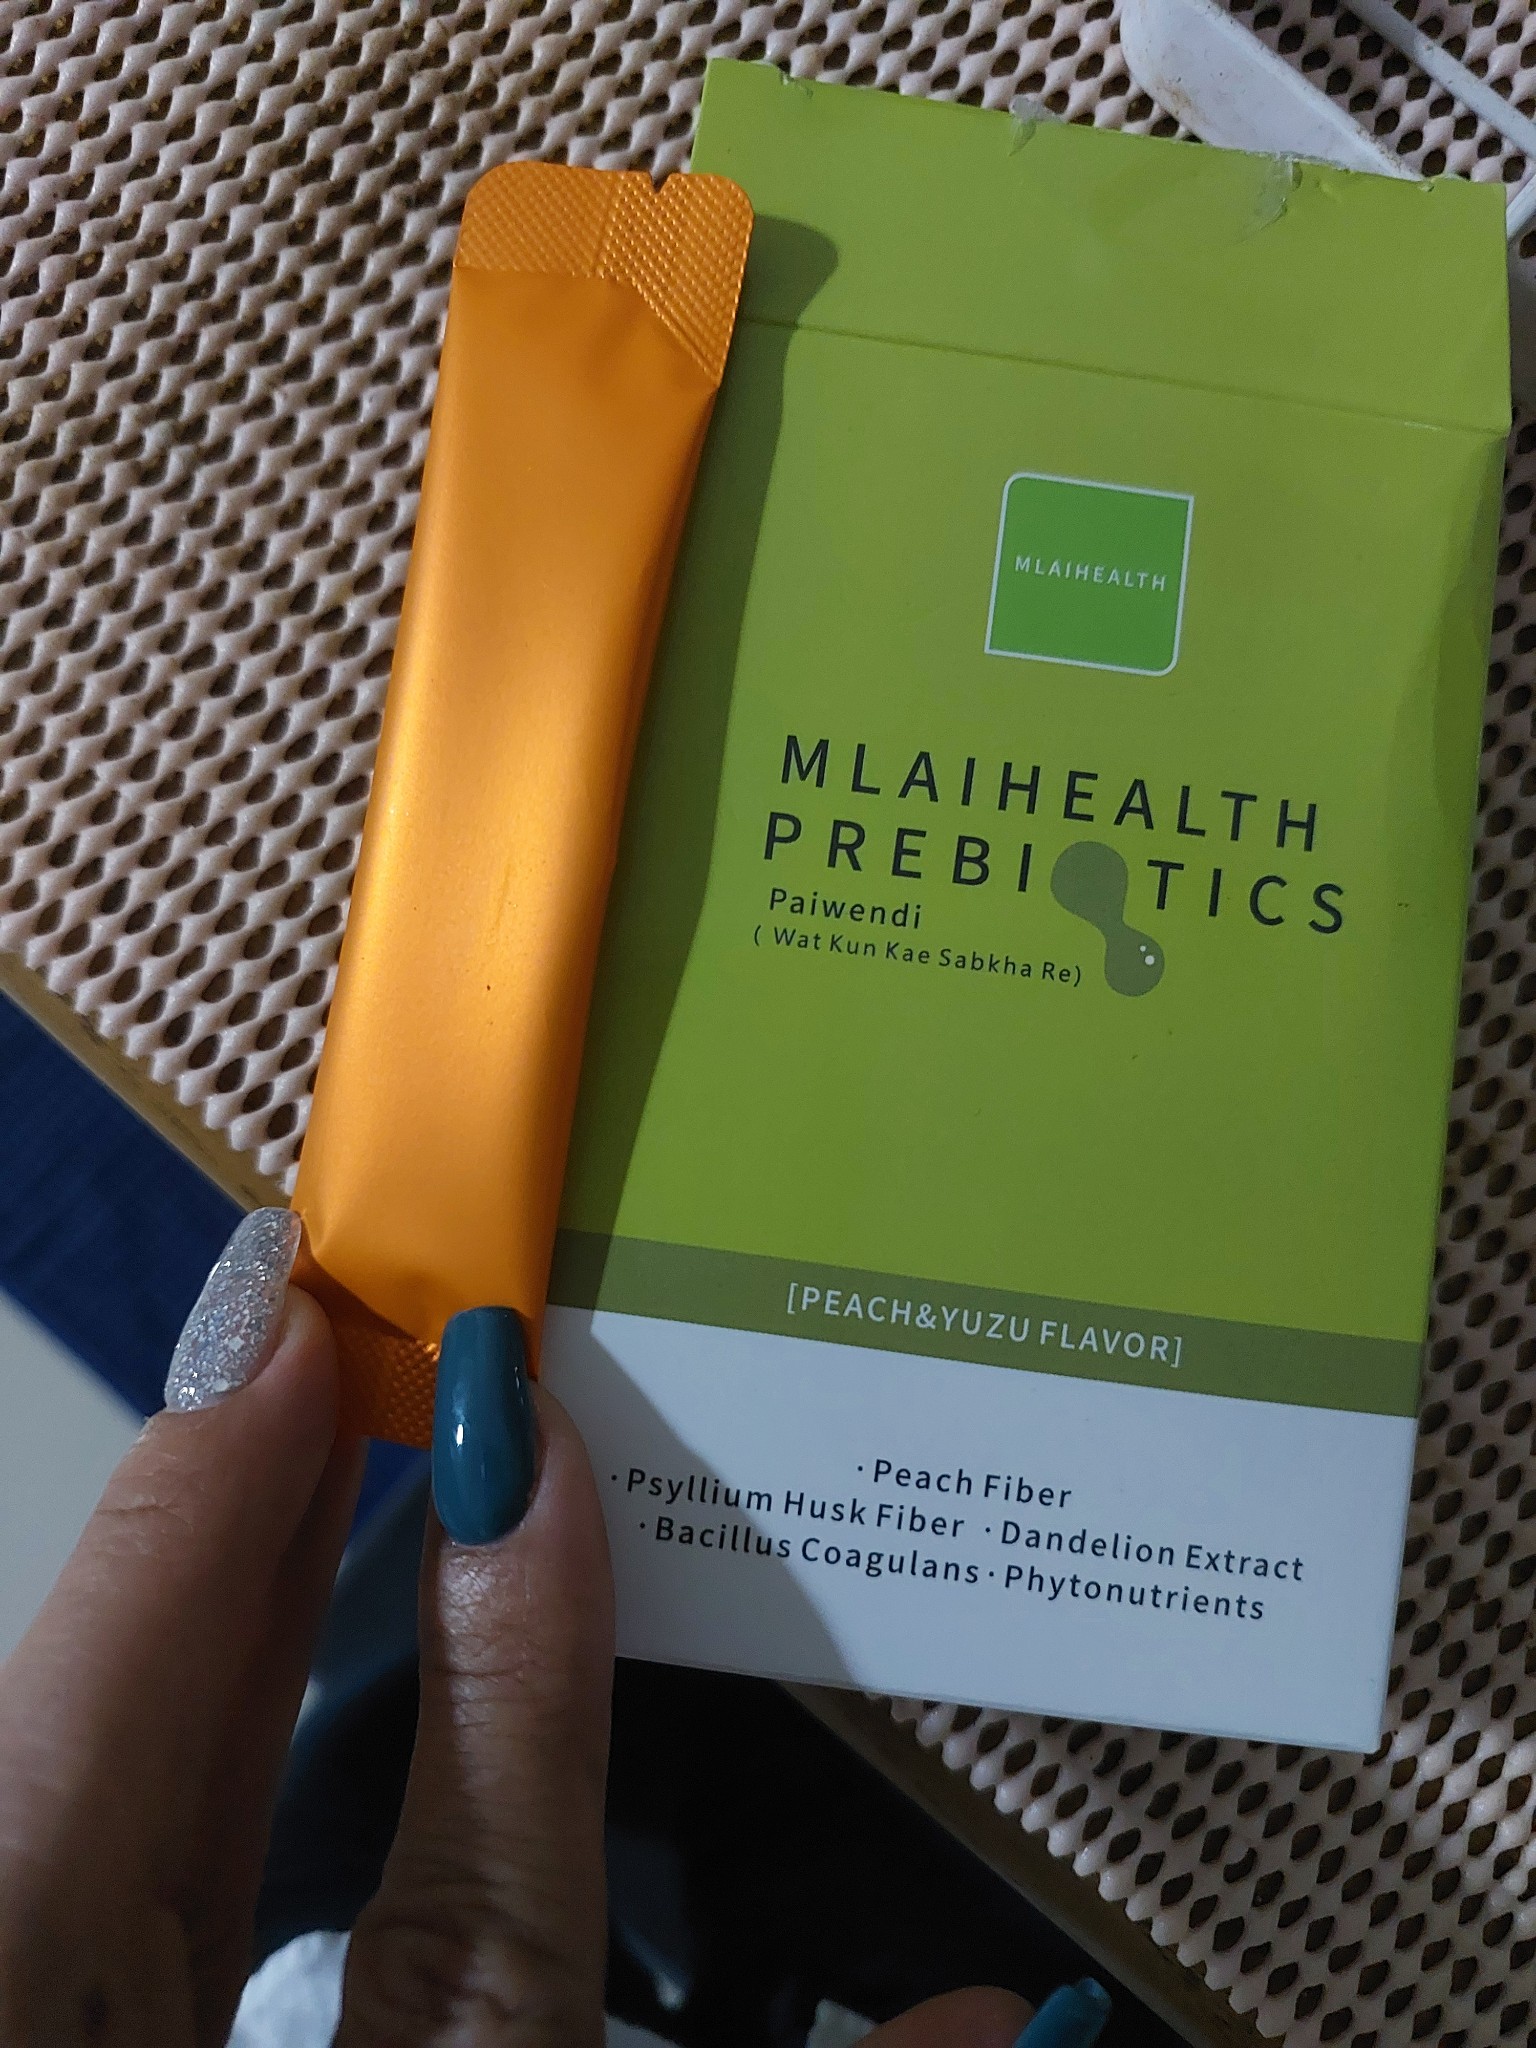 MLAIHEALTH
MLAIHEALTH
PREBIOTICS
Paiwendi
( Wat Kun Kae Sabkha Re)
[PEACH&YUZU FLAVOR]
· Peach Fiber
· Psyllium Husk Fiber · Dandelion Extract
· Bacillus Coagulans · Phytonutrients